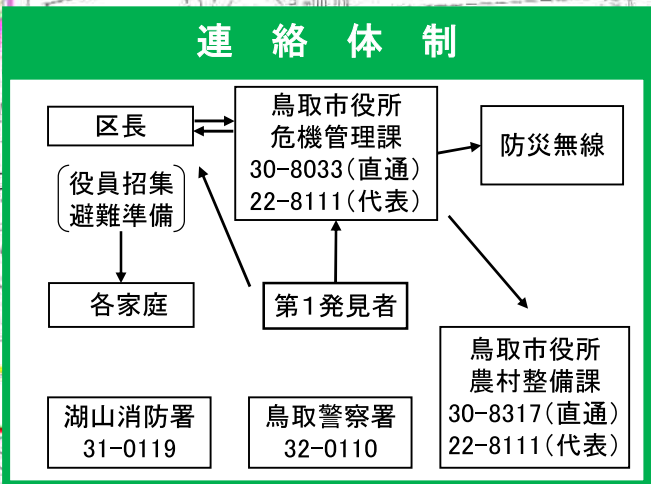 連絡体制
区長
鳥取市役所
危機管理課
30-8033(直通)
22-8111(代表)
防災無線
役員招集
避難準備
各家庭
第1発見者
鳥取市役所
農村整備課
30-8317(直通)
22-8111(代表)
湖山消防署
31-0119
鳥取警察署
32-0110